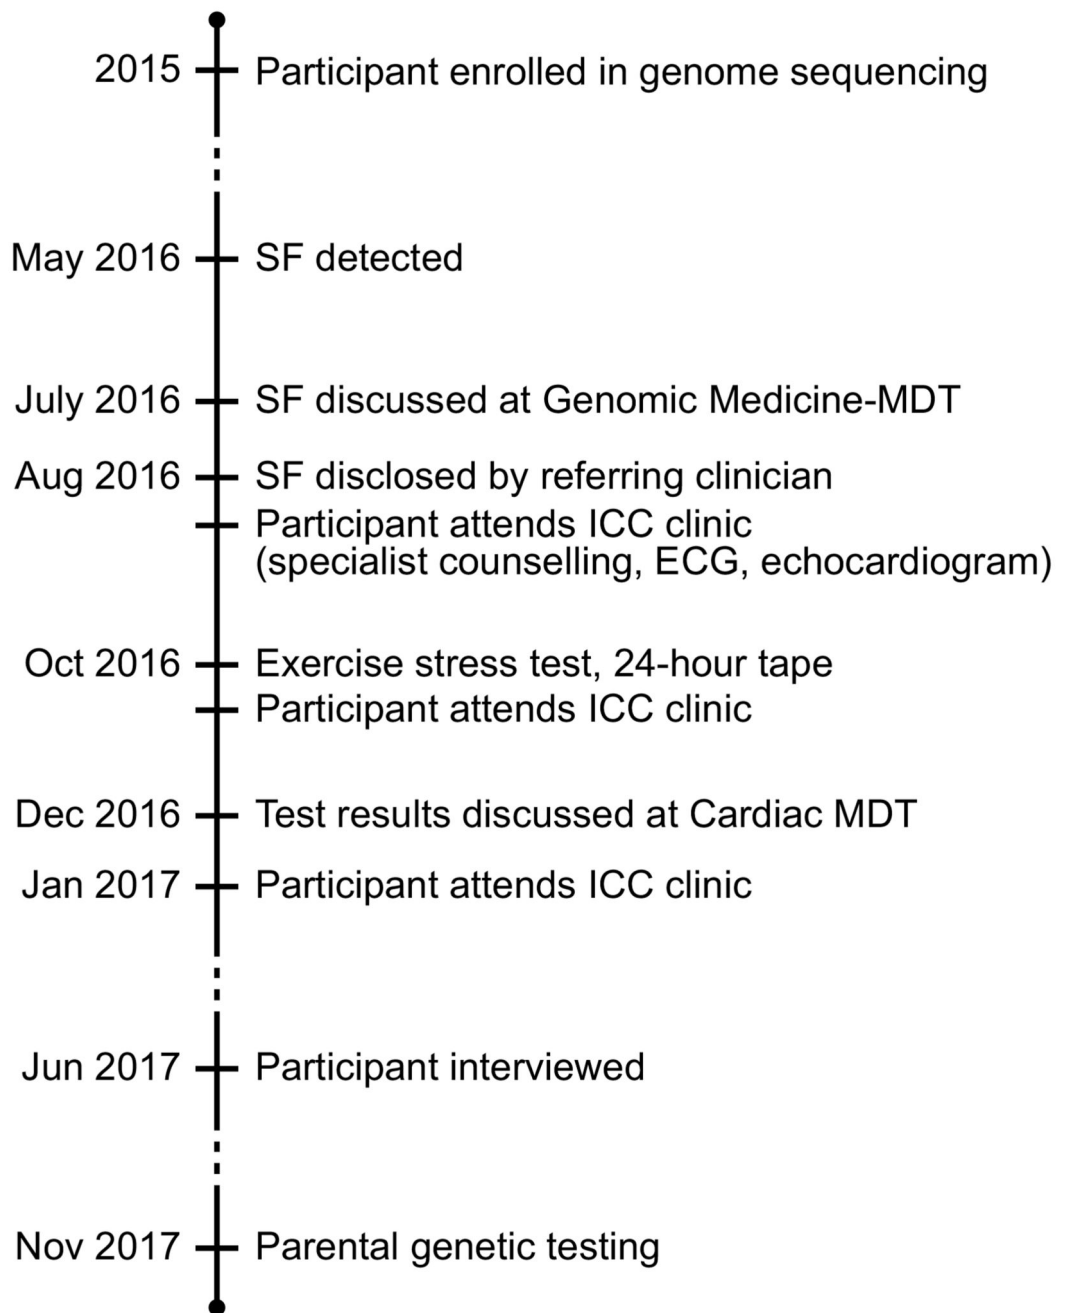 2015 Participant enrolled in genome sequencing
May 2016 SF detected
July 2016 SF discussed at Genomic Medicine-MDT
Aug 2016 SF disclosed by referring clinician
Participant attends ICC clinic
(specialist counselling, ECG, echocardiogram)
Oct 2016 Exercise stress test, 24-hour tape
Participant attends ICC clinic
Dec 2016 Test results discussed at Cardiac MDT
Jan 2017 Participant attends ICC clinic
Jun 2017 Participant interviewed
Nov 2017 Parental genetic testing